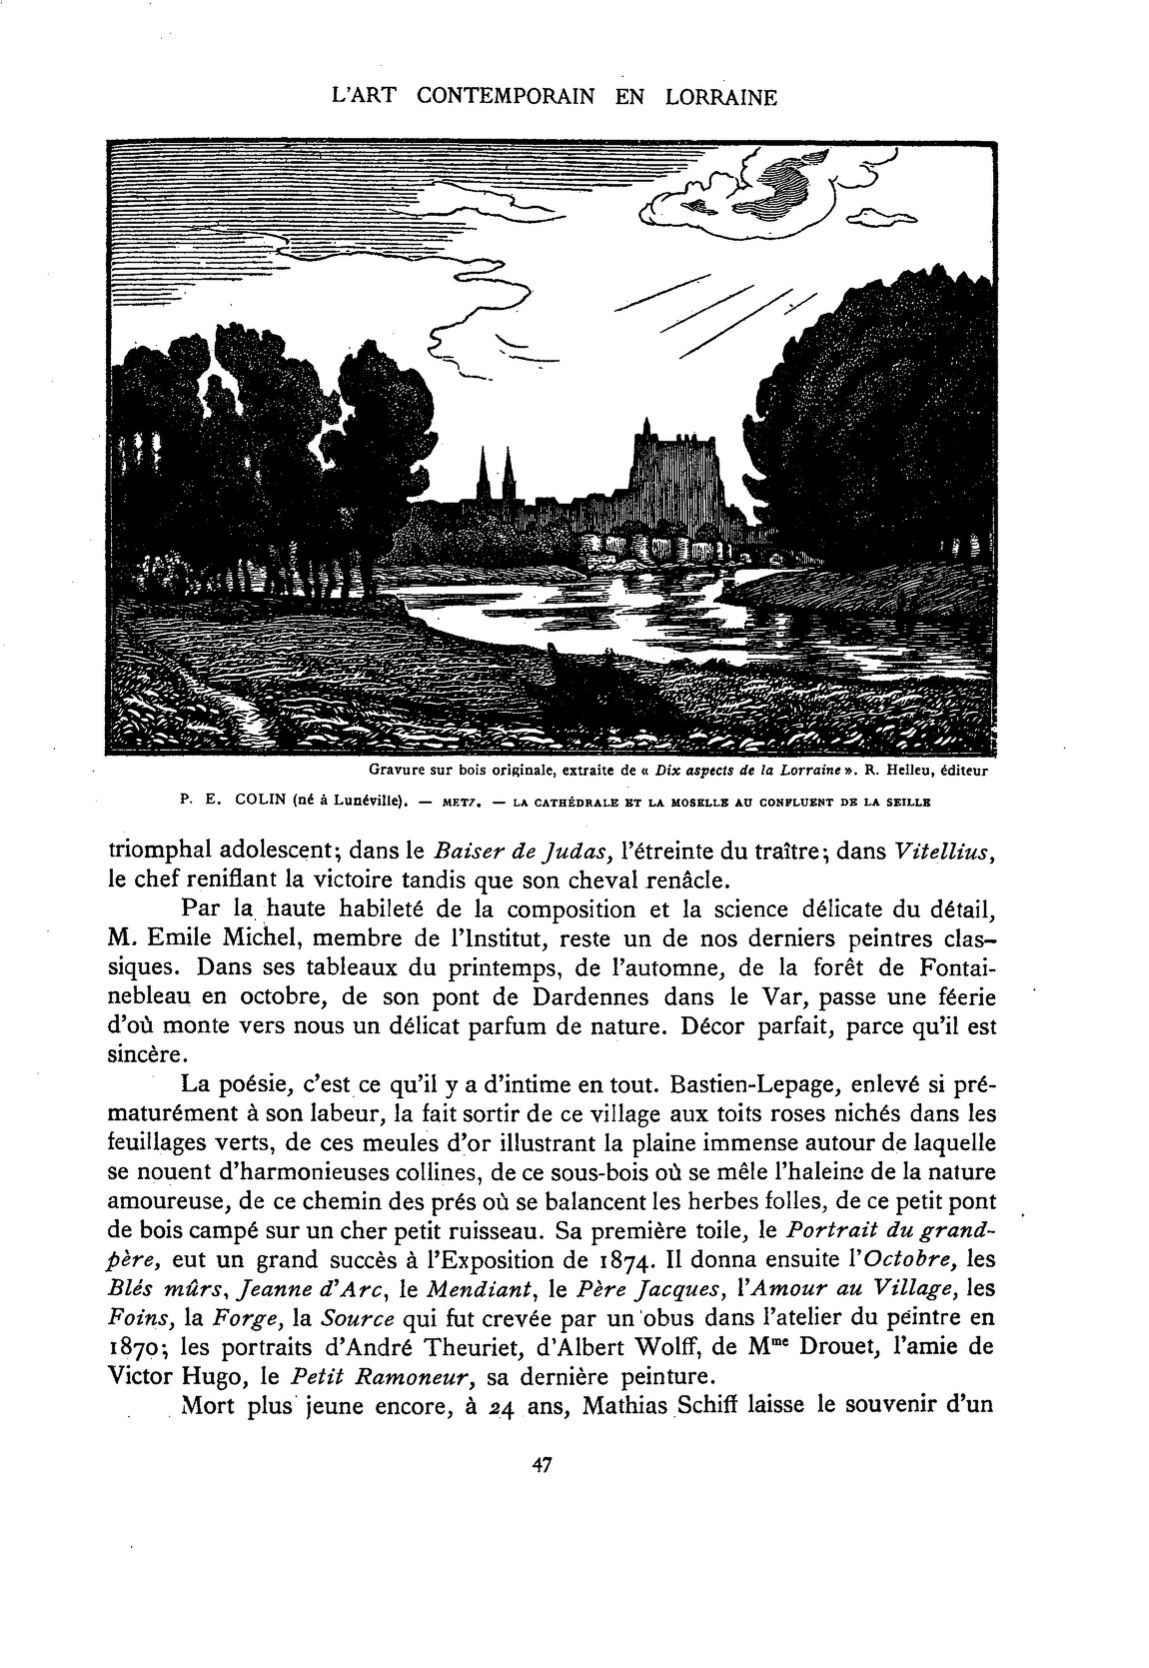 L'ART CONTEMPORAIN EN LORRAINE
Gravure sur bois originale, extraite de « Dix aspects de la Lorraine ». R. Helleu, éditeur
P. E. COLIN (né à Lunéville). — METZ. — LA CATHÉDRALE ET LA MOSELLE AU CONFLUENT DE LA SEILLE
triomphal adolescent; dans le Baiser de Judas, l'étreinte du traître; dans Vitellius,
le chef reniflant la victoire tandis que son cheval renâcle.
Par la haute habileté de la composition et la science délicate du détail,
M. Emile Michel, membre de l'Institut, reste un de nos derniers peintres clas-
siques. Dans ses tableaux du printemps, de l'automne, de la forêt de Fontai-
nebleau en octobre, de son pont de Dardennes dans le Var, passe une féerie
d'où monte vers nous un délicat parfum de nature. Décor parfait, parce qu'il est
sincère.
La poésie, c'est ce qu'il y a d'intime en tout. Bastien-Lepage, enlevé si pré-
maturément à son labeur, la fait sortir de ce village aux toits roses nichés dans les
feuillages verts, de ces meules d'or illustrant la plaine immense autour de laquelle
se nouent d'harmonieuses collines, de ce sous-bois où se mêle l'haleine de la nature
amoureuse, de ce chemin des prés où se balancent les herbes folles, de ce petit pont
de bois campé sur un cher petit ruisseau. Sa première toile, le Portrait du grand-
père, eut un grand succès à l'Exposition de 1874. Il donna ensuite l'Octobre, les
Blés mûrs, Jeanne d'Arc, le Mendiant, le Père Jacques, l'Amour au Village, les
Foins, la Forge, la Source qui fut crevée par un obus dans l'atelier du peintre en
1870; les portraits d'André Theuriet, d'Albert Wolff, de Mme Drouet, l'amie de
Victor Hugo, le Petit Ramoneur, sa dernière peinture.
Mort plus jeune encore, à 24 ans, Mathias Schiff laisse le souvenir d'un
47